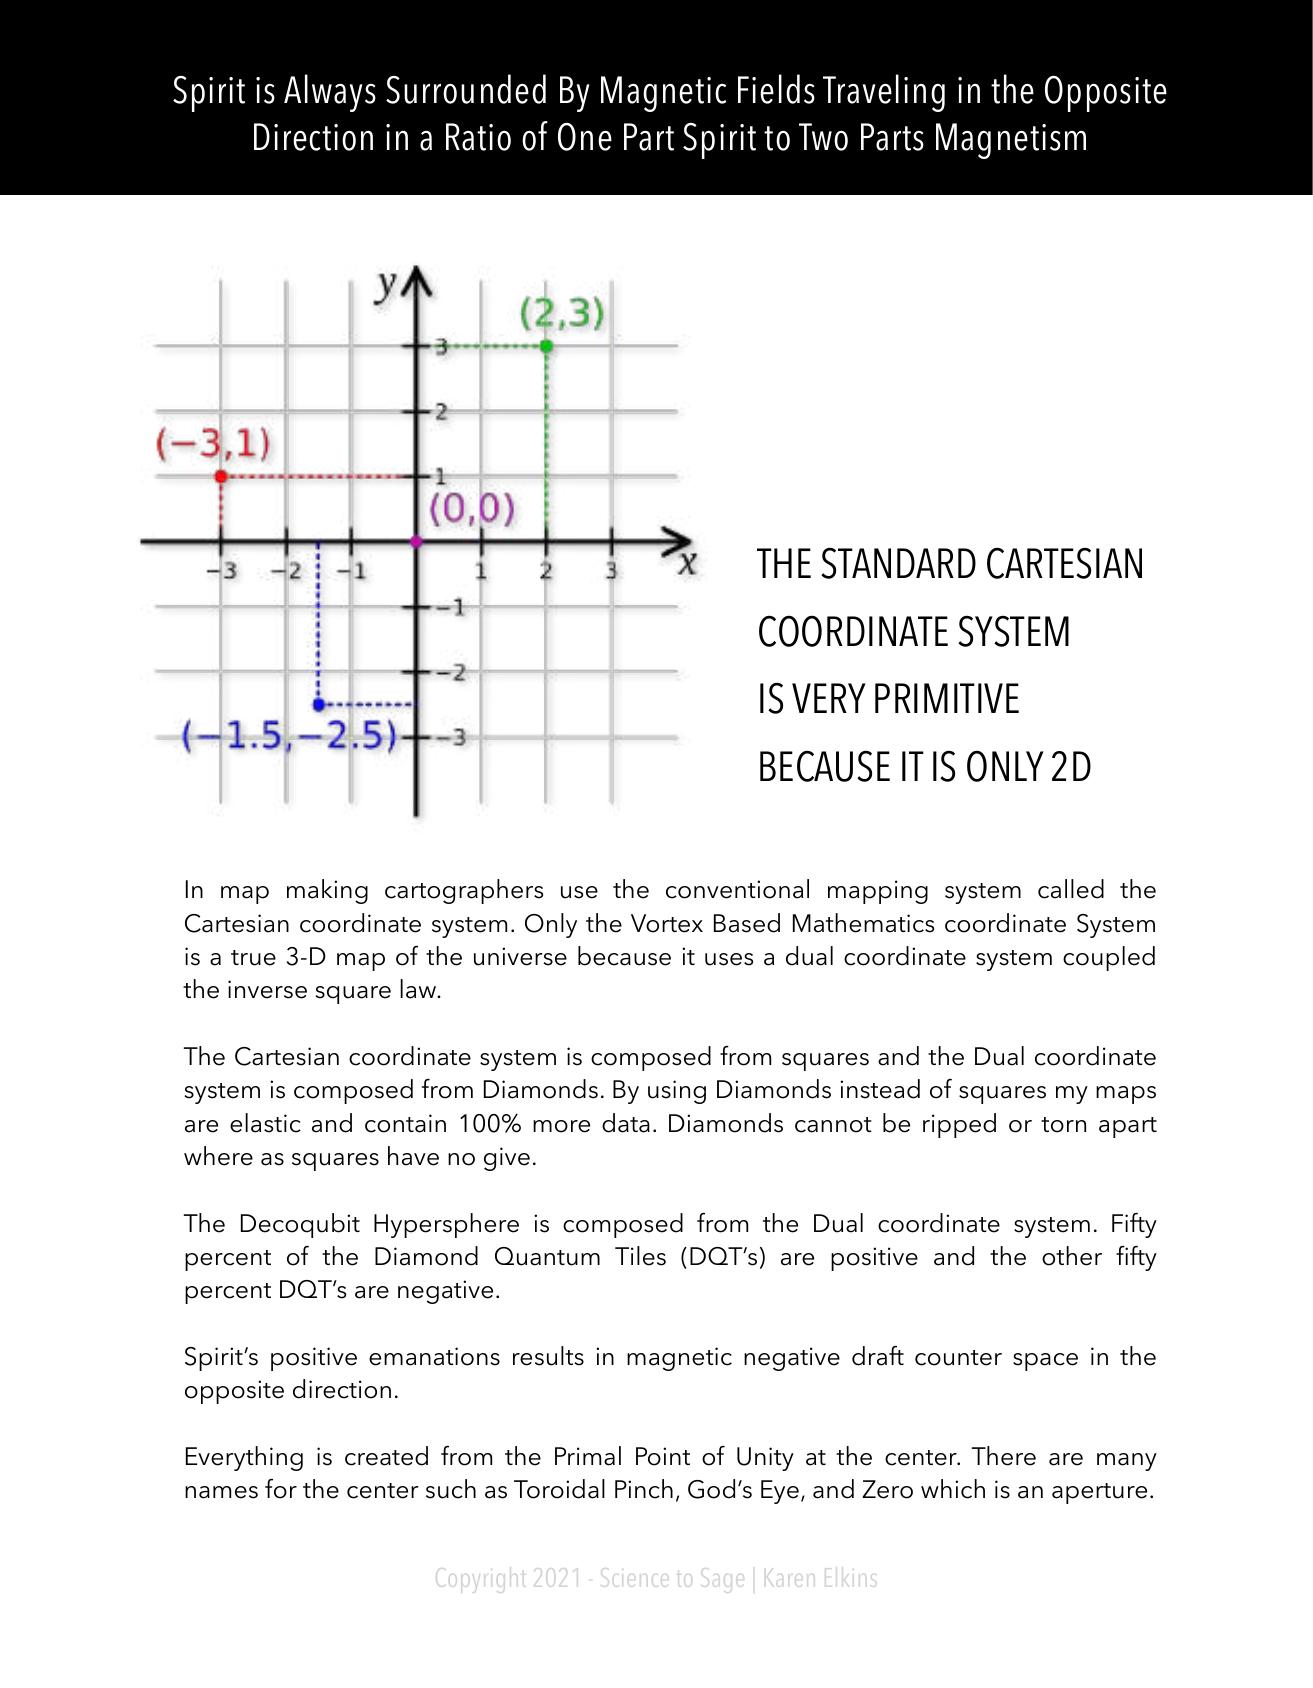 Spirit is Always Surrounded By Magnetic Fields Traveling in the Opposite
Direction in a Ratio of One Part Spirit to Two Parts Magnetism
y
(2,3)
3
2
(−3,1)
1
(0,0)
−3 −2 −1 1 2 3 x
−1
−2
(−1.5,−2.5)
−3
THE STANDARD CARTESIAN
COORDINATE SYSTEM
IS VERY PRIMITIVE
BECAUSE IT IS ONLY 2D
In map making cartographers use the conventional mapping system called the
Cartesian coordinate system. Only the Vortex Based Mathematics coordinate System
is a true 3-D map of the universe because it uses a dual coordinate system coupled
the inverse square law.
The Cartesian coordinate system is composed from squares and the Dual coordinate
system is composed from Diamonds. By using Diamonds instead of squares my maps
are elastic and contain 100% more data. Diamonds cannot be ripped or torn apart
where as squares have no give.
The Decoqubit Hypersphere is composed from the Dual coordinate system. Fifty
percent of the Diamond Quantum Tiles (DQT’s) are positive and the other fifty
percent DQT’s are negative.
Spirit’s positive emanations results in magnetic negative draft counter space in the
opposite direction.
Everything is created from the Primal Point of Unity at the center. There are many
names for the center such as Toroidal Pinch, God’s Eye, and Zero which is an aperture.
Copyright 2021 - Science to Sage | Karen Elkins